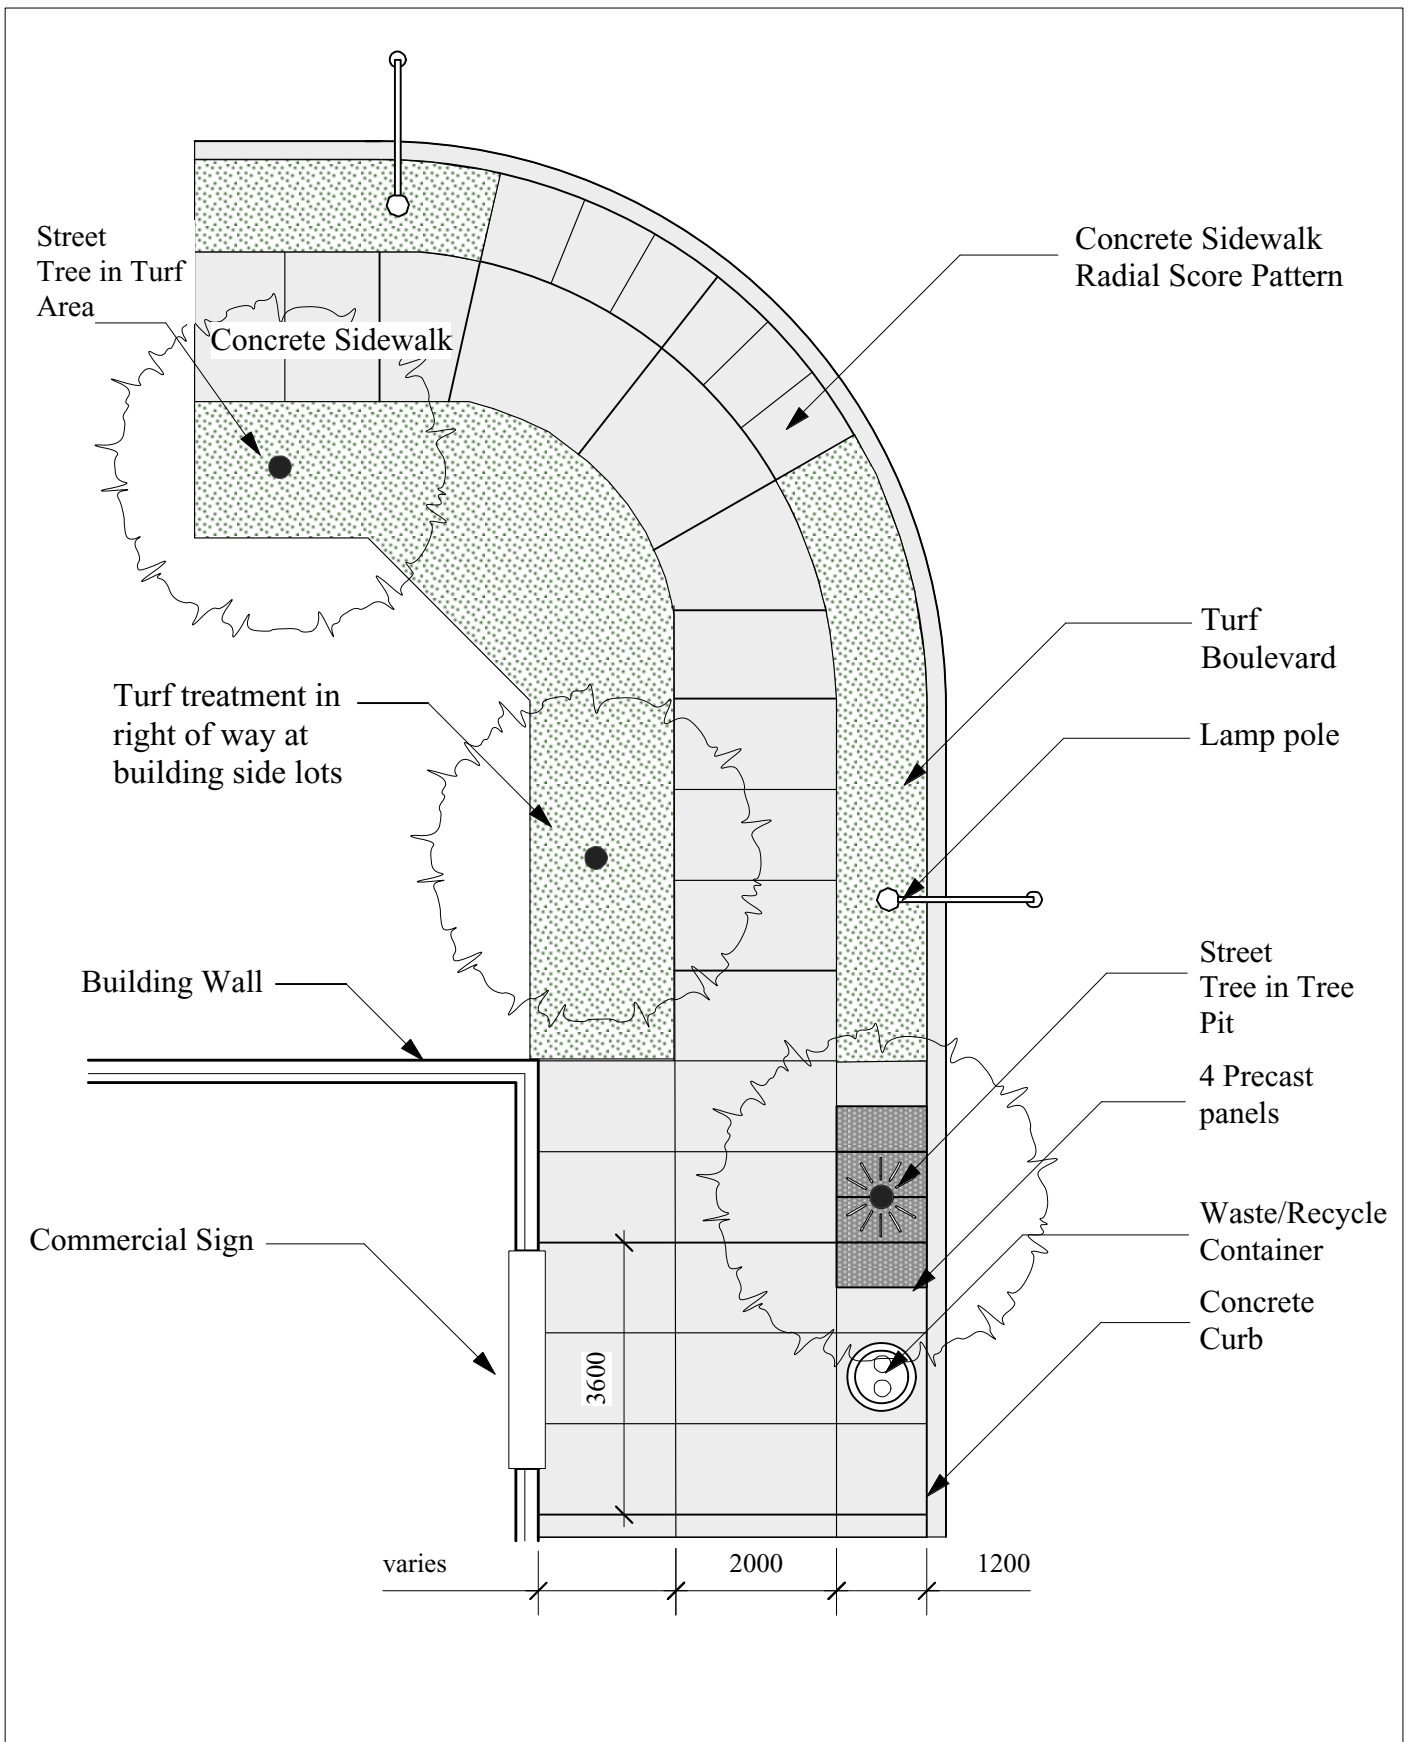 Street
Tree in Turf
Area
Concrete Sidewalk
Concrete Sidewalk
Radial Score Pattern
Turf
Boulevard
Turf treatment in
right of way at
building side lots
Lamp pole
Street
Tree in Tree
Pit
Building Wall
4 Precast
panels
Waste/Recycle
Container
Commercial Sign
Concrete
Curb
3600
varies
2000
1200